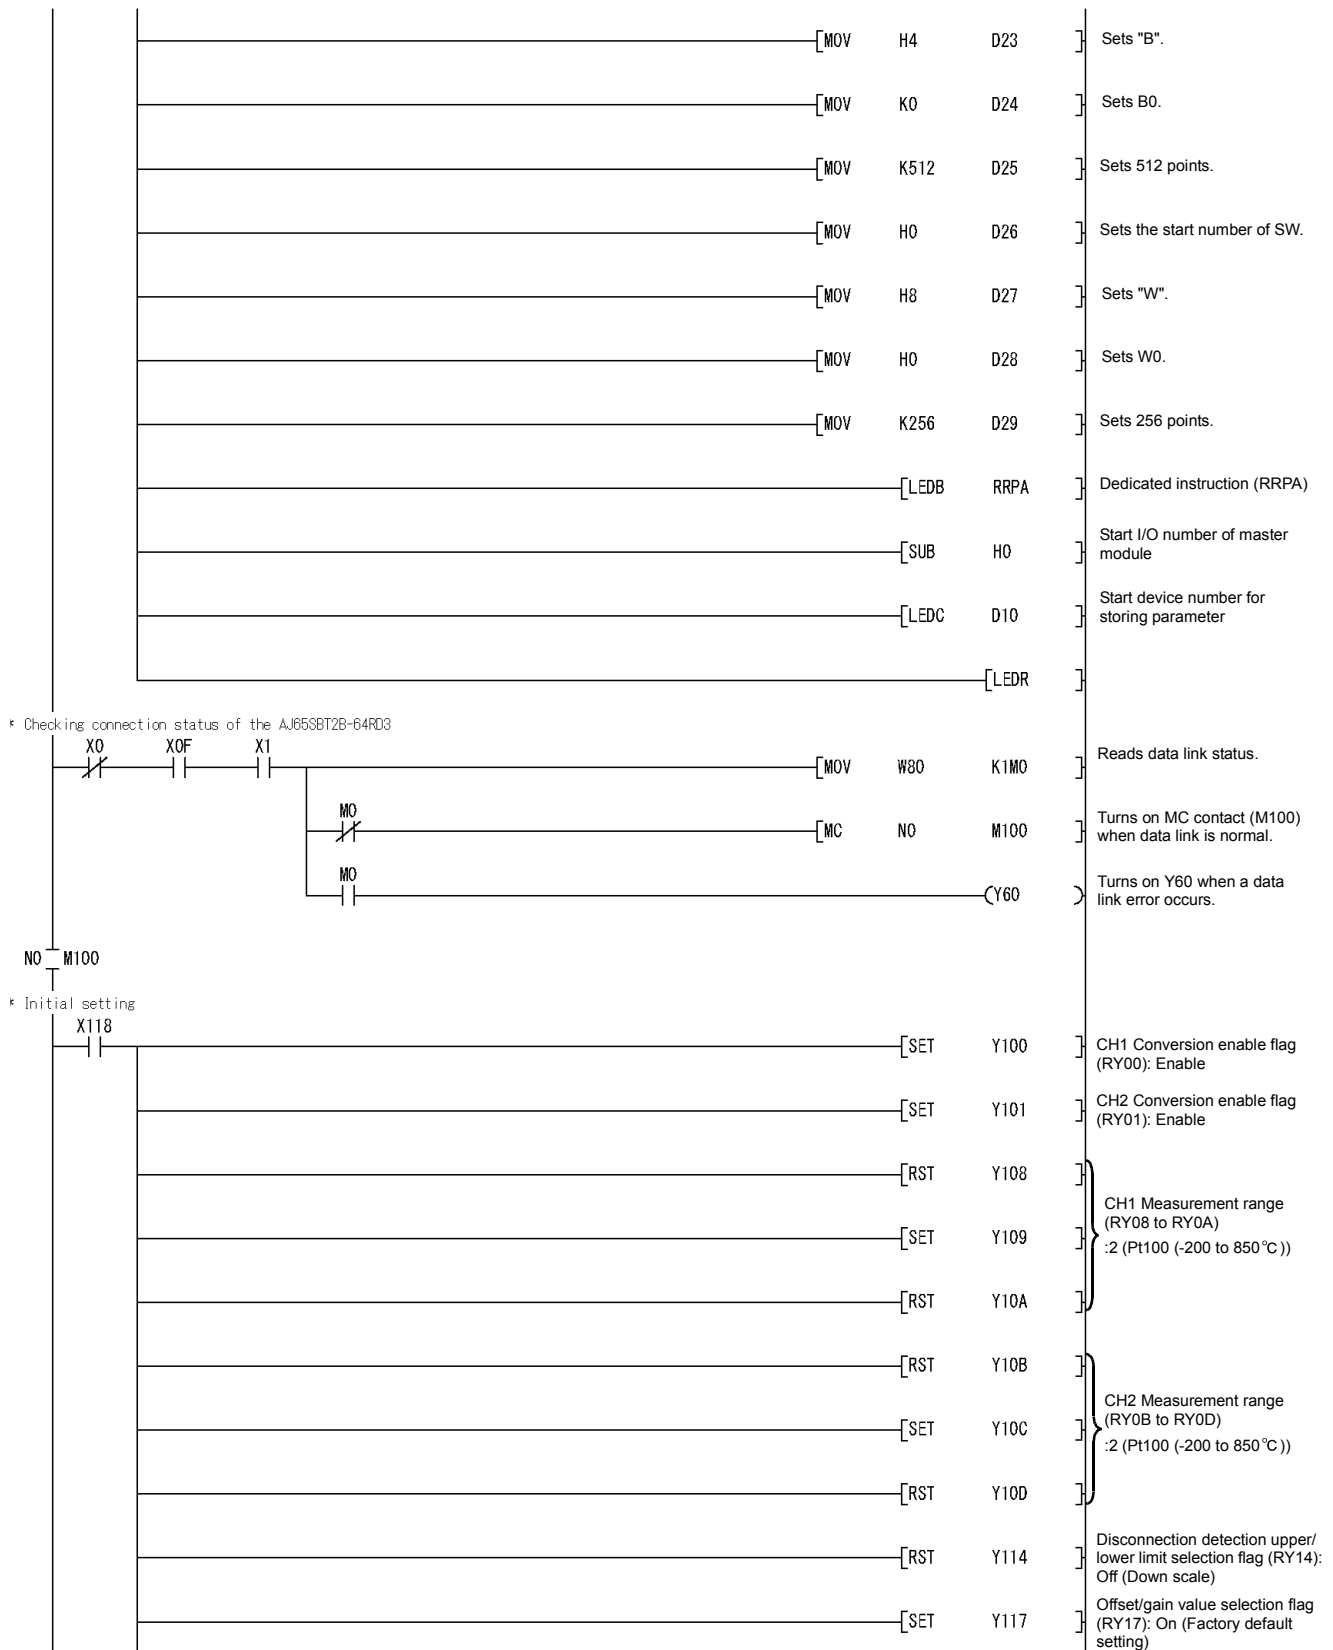 [MOV H4 D23 ] Sets "B".
[MOV K0 D24 ] Sets B0.
[MOV K512 D25 ] Sets 512 points.
[MOV H0 D26 ] Sets the start number of SW.
[MOV H8 D27 ] Sets "W".
[MOV H0 D28 ] Sets W0.
[MOV K256 D29 ] Sets 256 points.
[LEDB RRPA ] Dedicated instruction (RRPA)
[SUB H0 ] Start I/O number of master
module
[LEDC D10 ] Start device number for
storing parameter
[LEDR ]
* Checking connection status of the AJ65SBT2B-64RD3
X0 X0F X1
[MOV W80 K1M0 ] Reads data link status.
M0
[MC N0 M100 ] Turns on MC contact (M100)
when data link is normal.
M0
(Y60 ) Turns on Y60 when a data
link error occurs.
N0 M100
* Initial setting
X118
[SET Y100 ] CH1 Conversion enable flag
(RY00): Enable
[SET Y101 ] CH2 Conversion enable flag
(RY01): Enable
[RST Y108 ]
CH1 Measurement range
(RY08 to RY0A)
[SET Y109 ] :2 (Pt100 (-200 to 850°C))
[RST Y10A ]
[RST Y10B ]
CH2 Measurement range
(RY0B to RY0D)
[SET Y10C ] :2 (Pt100 (-200 to 850°C))
[RST Y10D ]
[RST Y114 ] Disconnection detection upper/
lower limit selection flag (RY14):
Off (Down scale)
[SET Y117 ] Offset/gain value selection flag
(RY17): On (Factory default
setting)